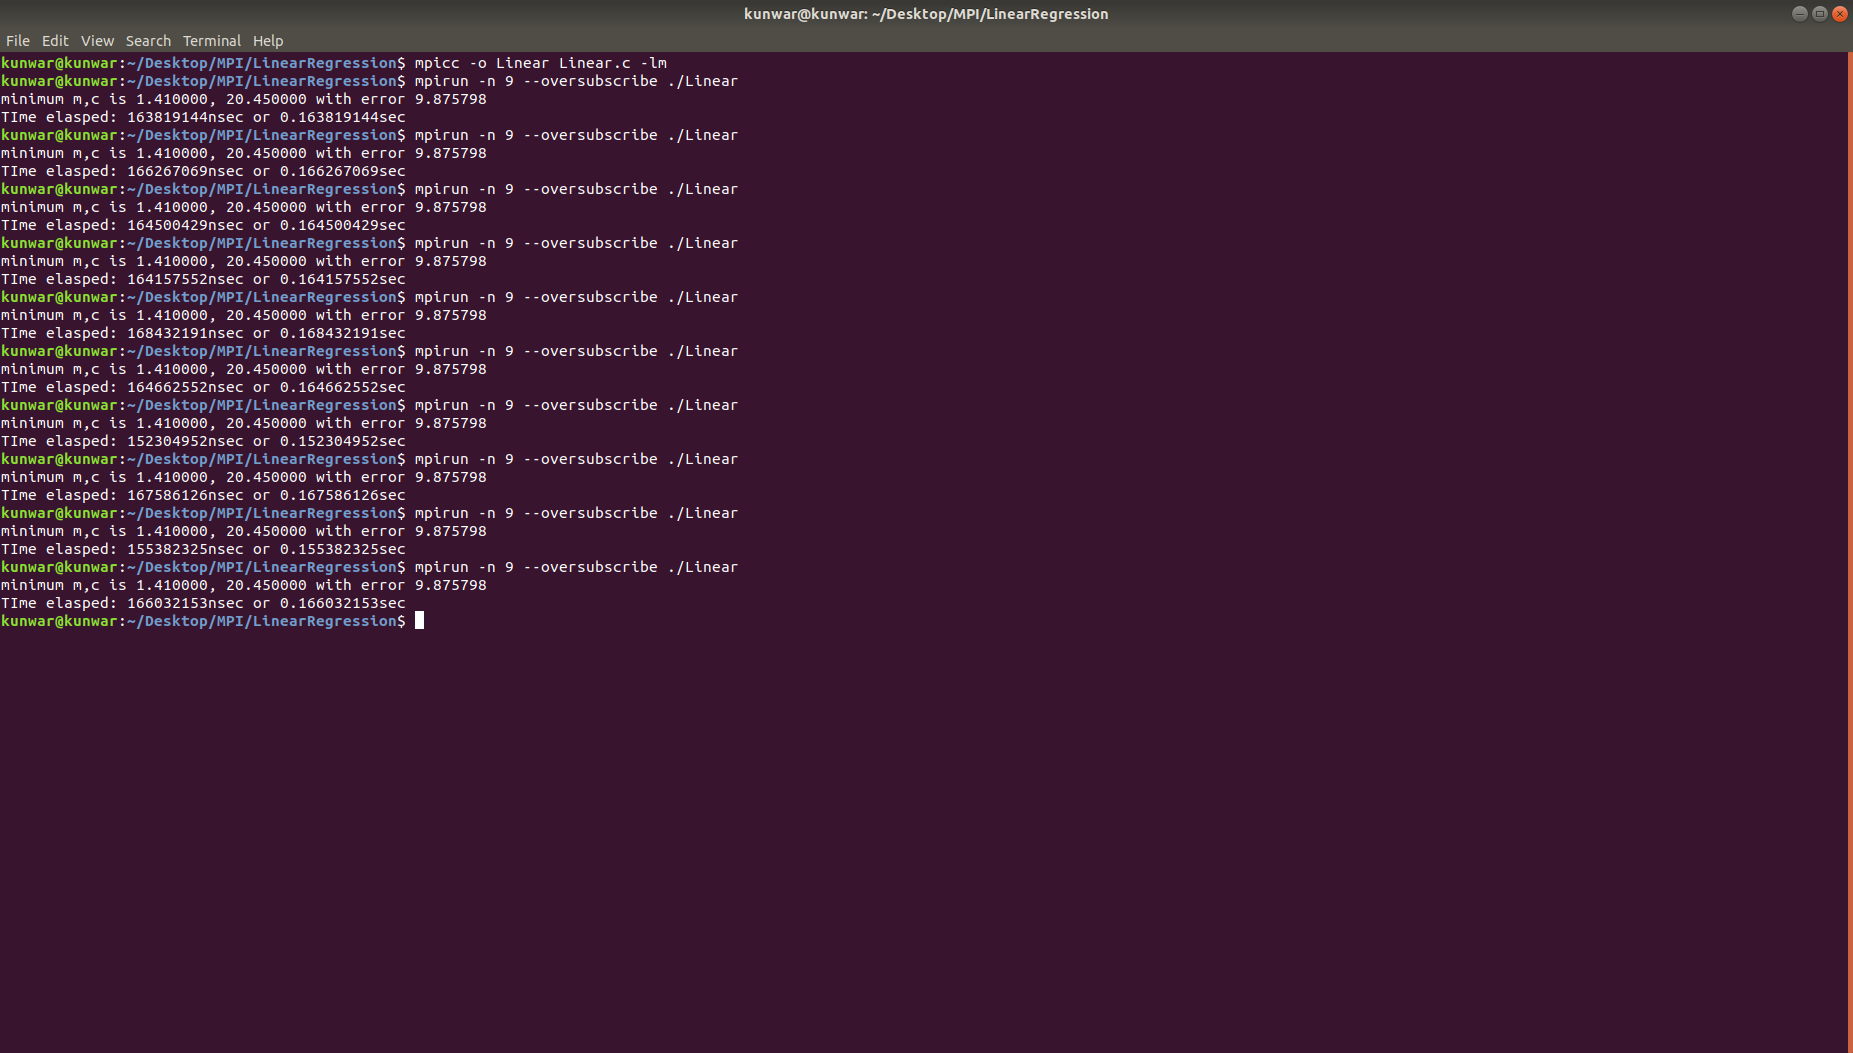 kunwar@kunwar: ~/Desktop/MPI/LinearRegression
File Edit View Search Terminal Help
kunwar@kunwar:~/Desktop/MPI/LinearRegression$ mpicc -o Linear Linear.c -lm
kunwar@kunwar:~/Desktop/MPI/LinearRegression$ mpirun -n 9 --oversubscribe ./Linear
minimum m,c is 1.410000, 20.450000 with error 9.875798
TIme elasped: 163819144nsec or 0.163819144sec
kunwar@kunwar:~/Desktop/MPI/LinearRegression$ mpirun -n 9 --oversubscribe ./Linear
minimum m,c is 1.410000, 20.450000 with error 9.875798
TIme elasped: 166267069nsec or 0.166267069sec
kunwar@kunwar:~/Desktop/MPI/LinearRegression$ mpirun -n 9 --oversubscribe ./Linear
minimum m,c is 1.410000, 20.450000 with error 9.875798
TIme elasped: 164500429nsec or 0.164500429sec
kunwar@kunwar:~/Desktop/MPI/LinearRegression$ mpirun -n 9 --oversubscribe ./Linear
minimum m,c is 1.410000, 20.450000 with error 9.875798
TIme elasped: 164157552nsec or 0.164157552sec
kunwar@kunwar:~/Desktop/MPI/LinearRegression$ mpirun -n 9 --oversubscribe ./Linear
minimum m,c is 1.410000, 20.450000 with error 9.875798
TIme elasped: 168432191nsec or 0.168432191sec
kunwar@kunwar:~/Desktop/MPI/LinearRegression$ mpirun -n 9 --oversubscribe ./Linear
minimum m,c is 1.410000, 20.450000 with error 9.875798
TIme elasped: 164662552nsec or 0.164662552sec
kunwar@kunwar:~/Desktop/MPI/LinearRegression$ mpirun -n 9 --oversubscribe ./Linear
minimum m,c is 1.410000, 20.450000 with error 9.875798
TIme elasped: 152304952nsec or 0.152304952sec
kunwar@kunwar:~/Desktop/MPI/LinearRegression$ mpirun -n 9 --oversubscribe ./Linear
minimum m,c is 1.410000, 20.450000 with error 9.875798
TIme elasped: 167586126nsec or 0.167586126sec
kunwar@kunwar:~/Desktop/MPI/LinearRegression$ mpirun -n 9 --oversubscribe ./Linear
minimum m,c is 1.410000, 20.450000 with error 9.875798
TIme elasped: 155382325nsec or 0.155382325sec
kunwar@kunwar:~/Desktop/MPI/LinearRegression$ mpirun -n 9 --oversubscribe ./Linear
minimum m,c is 1.410000, 20.450000 with error 9.875798
TIme elasped: 166032153nsec or 0.166032153sec
kunwar@kunwar:~/Desktop/MPI/LinearRegression$